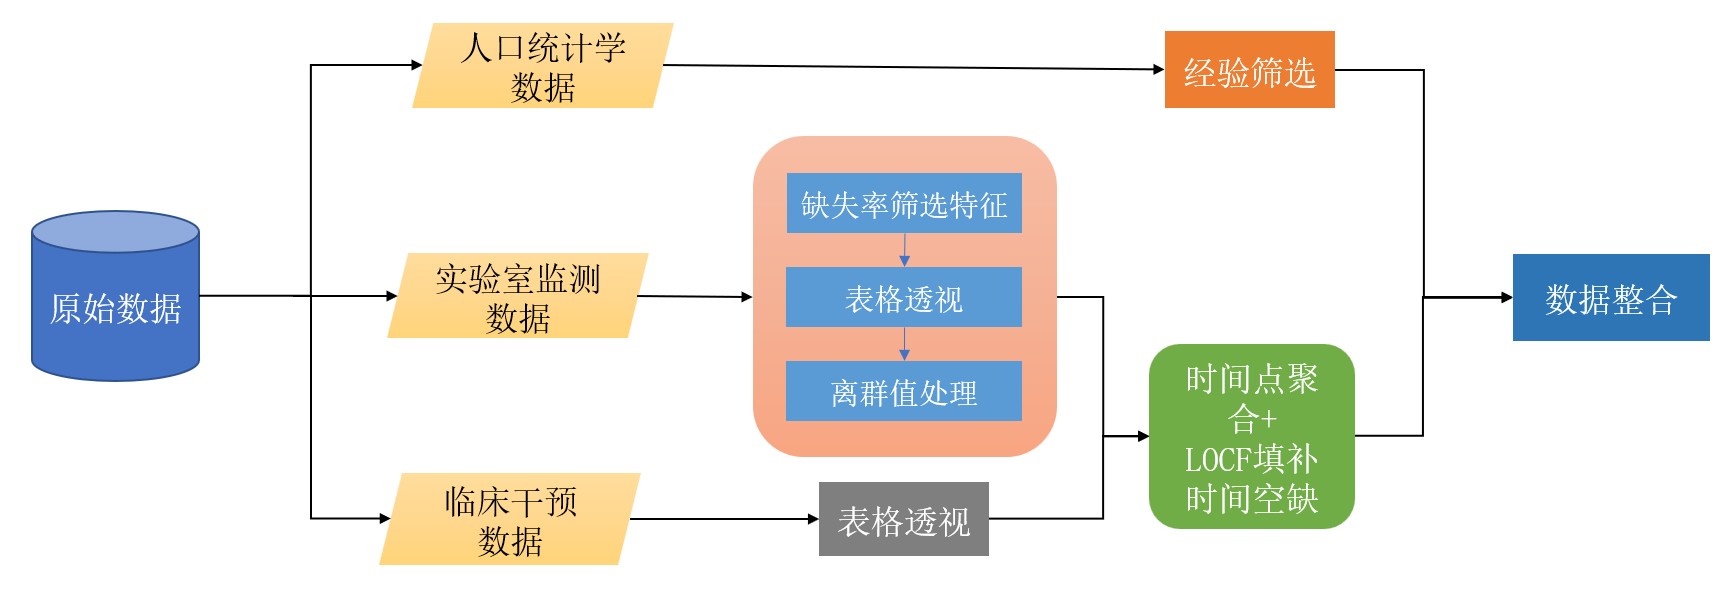 人口统计学
数据
经验筛选
缺失率筛选特征
原始数据
实验室监测
数据
表格透视
数据整合
离群值处理
时间点聚
合+
LOCF填补
时间空缺
临床干预
数据
表格透视